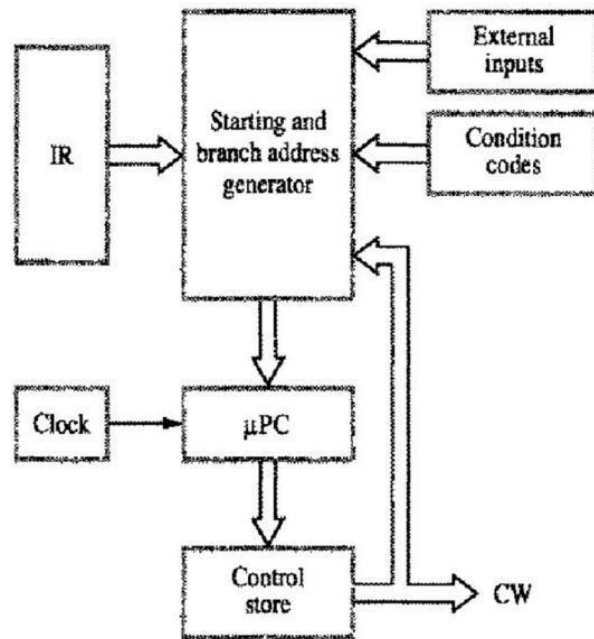 External
inputs
IR
Starting and
branch address
generator
Condition
codes
Clock
μPC
Control
store
CW